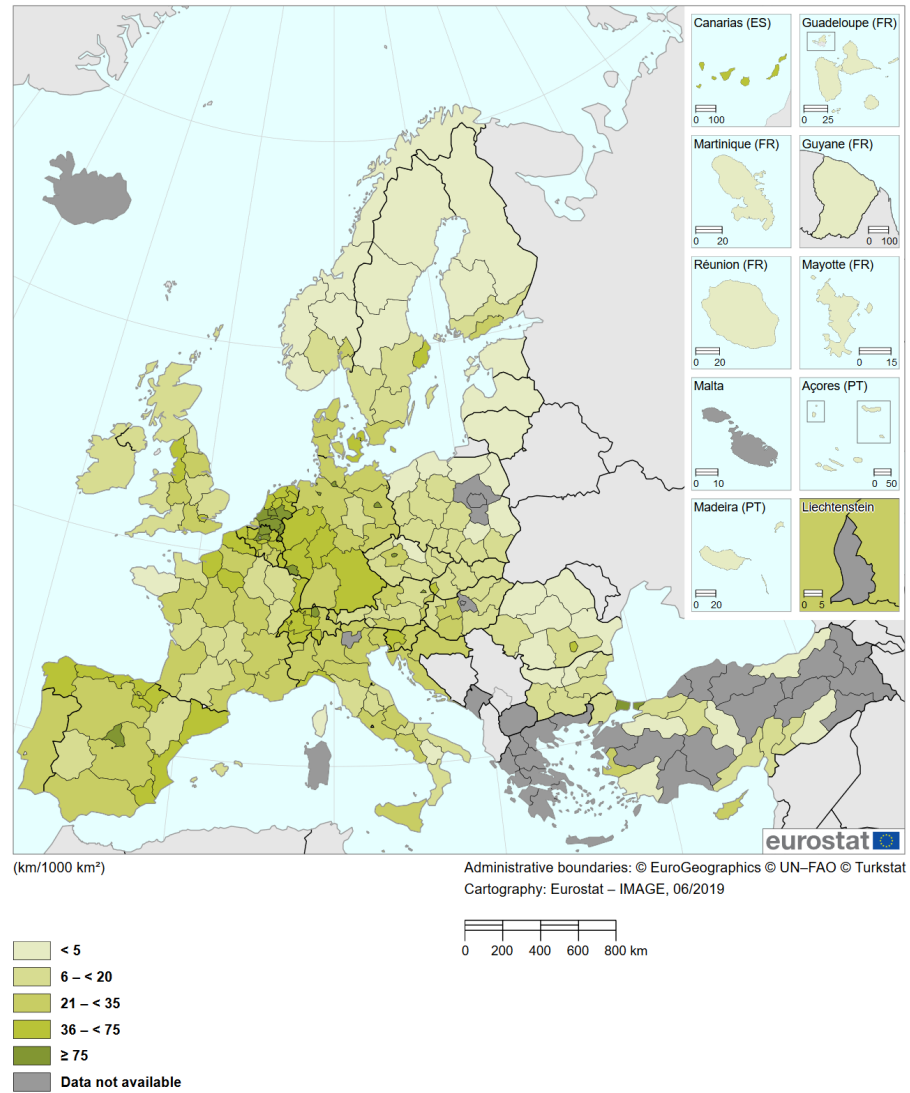 Canarias (ES)
0 100
Guadeloupe (FR)
0 25
Martinique (FR)
0 20
Guyane (FR)
0 100
Réunion (FR)
0 20
Mayotte (FR)
0 15
Malta
0 10
Açores (PT)
0 50
Madeira (PT)
0 20
Liechtenstein
0 5
eurostat
(km/1000 km²)
Administrative boundaries: © EuroGeographics © UN–FAO © Turkstat
Cartography: Eurostat – IMAGE, 06/2019
0 200 400 600 800 km
< 5
6 – < 20
21 – < 35
36 – < 75
≥ 75
Data not available